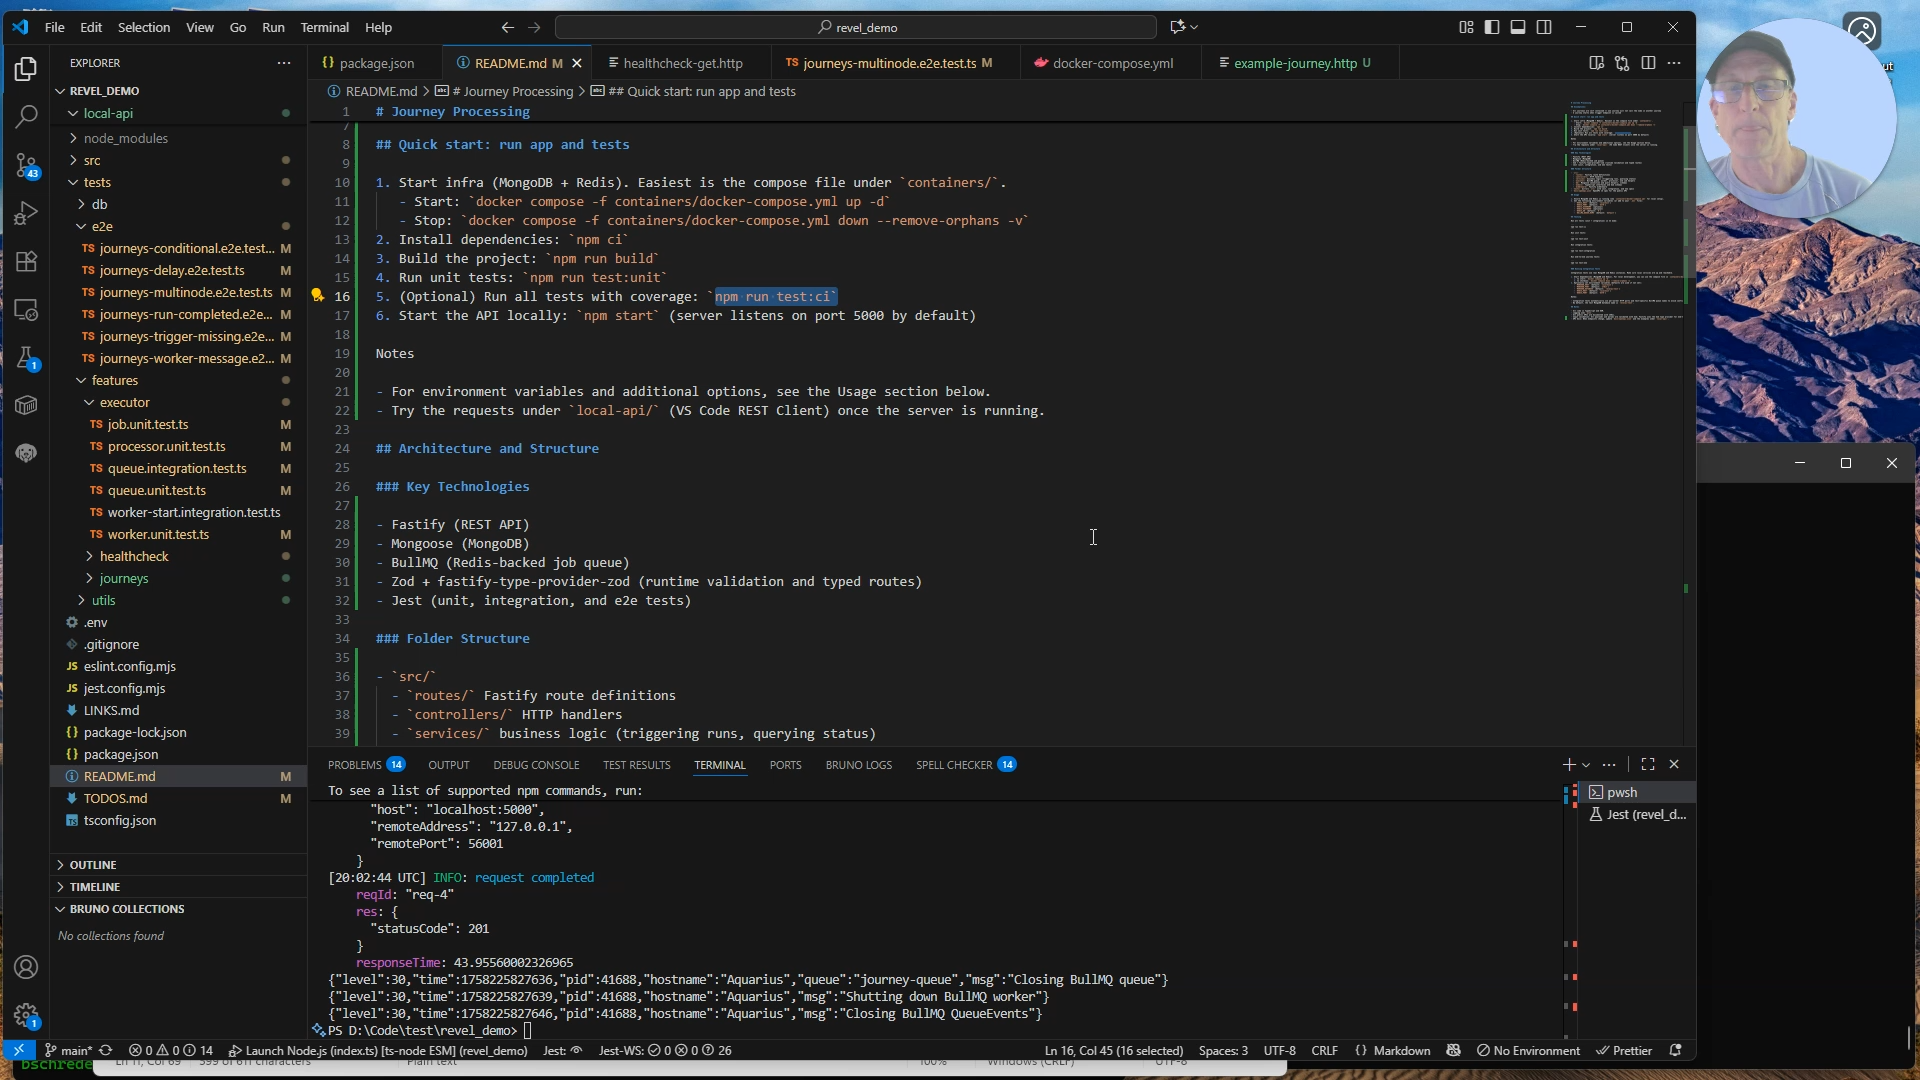 File Edit Selection View Go Run Terminal Help
revel_demo
EXPLORER
package.json
README.md M
healthcheck-get.http
TS journeys-multinode.e2e.test.ts M
docker-compose.yml
example-journey.http U
README.md > # Journey Processing > ## Quick start: run app and tests
REVEL_DEMO
local-api
node_modules
src
tests
db
e2e
TS journeys-conditional.e2e.test... M
TS journeys-delay.e2e.test.ts M
TS journeys-multinode.e2e.test.ts M
TS journeys-run-completed.e2e... M
TS journeys-trigger-missing.e2e... M
TS journeys-worker-message.e2... M
features
executor
TS job.unit.test.ts M
TS processor.unit.test.ts M
TS queue.integration.test.ts M
TS queue.unit.test.ts M
TS worker-start.integration.test.ts
TS worker.unit.test.ts M
healthcheck
journeys
utils
.env
.gitignore
JS eslint.config.mjs
JS jest.config.mjs
LINKS.md
{} package-lock.json
{} package.json
README.md M
TODOS.md M
tsconfig.json
OUTLINE
TIMELINE
BRUNO COLLECTIONS
No collections found
43
1
1
1 # Journey Processing
7
8 ## Quick start: run app and tests
9
10 1. Start infra (MongoDB + Redis). Easiest is the compose file under `containers/`.
11 - Start: `docker compose -f containers/docker-compose.yml up -d`
12 - Stop: `docker compose -f containers/docker-compose.yml down --remove-orphans -v`
13 2. Install dependencies: `npm ci`
14 3. Build the project: `npm run build`
15 4. Run unit tests: `npm run test:unit`
16 5. (Optional) Run all tests with coverage: `npm run test:ci`
17 6. Start the API locally: `npm start` (server listens on port 5000 by default)
18
19 Notes
20
21 - For environment variables and additional options, see the Usage section below.
22 - Try the requests under `local-api/` (VS Code REST Client) once the server is running.
23
24 ## Architecture and Structure
25
26 ### Key Technologies
27
28 - Fastify (REST API)
29 - Mongoose (MongoDB)
30 - BullMQ (Redis-backed job queue)
31 - Zod + fastify-type-provider-zod (runtime validation and typed routes)
32 - Jest (unit, integration, and e2e tests)
33
34 ### Folder Structure
35
36 - `src/`
37 - `routes/` Fastify route definitions
38 - `controllers/` HTTP handlers
39 - `services/` business logic (triggering runs, querying status)
PROBLEMS 14 OUTPUT DEBUG CONSOLE TEST RESULTS TERMINAL PORTS BRUNO LOGS SPELL CHECKER 14
To see a list of supported npm commands, run:
"host": "localhost:5000",
"remoteAddress": "127.0.0.1",
"remotePort": 56001
}
[20:02:44 UTC] INFO: request completed
reqId: "req-4"
res: {
"statusCode": 201
}
responseTime: 43.95560002326965
{"level":30,"time":1758225827636,"pid":41688,"hostname":"Aquarius","queue":"journey-queue","msg":"Closing BullMQ queue"}
{"level":30,"time":1758225827639,"pid":41688,"hostname":"Aquarius","msg":"Shutting down BullMQ worker"}
{"level":30,"time":1758225827646,"pid":41688,"hostname":"Aquarius","msg":"Closing BullMQ QueueEvents"}
PS D:\Code\test\revel_demo>
pwsh
Jest (revel_d...
main* 0 0 14 Launch Node.js (index.ts) [ts-node ESM] (revel_demo) Jest: Jest-WS: 0 0 26
Ln 16, Col 45 (16 selected) Spaces: 3 UTF-8 CRLF {} Markdown No Environment Prettier
bschrede